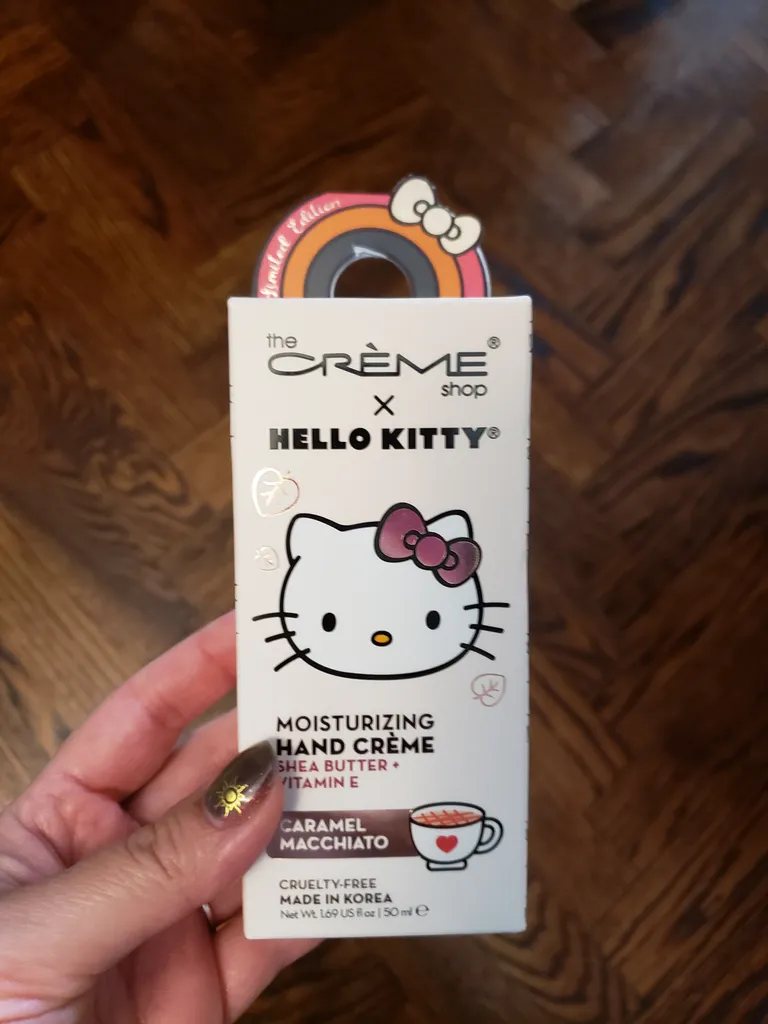 Limited Edition
the
CRÈME®
shop
×
HELLO KITTY®
MOISTURIZING
HAND CRÈME
SHEA BUTTER +
VITAMIN E
CARAMEL
MACCHIATO
CRUELTY-FREE
MADE IN KOREA
Net Wt. 1.69 US fl oz | 50 ml ℮